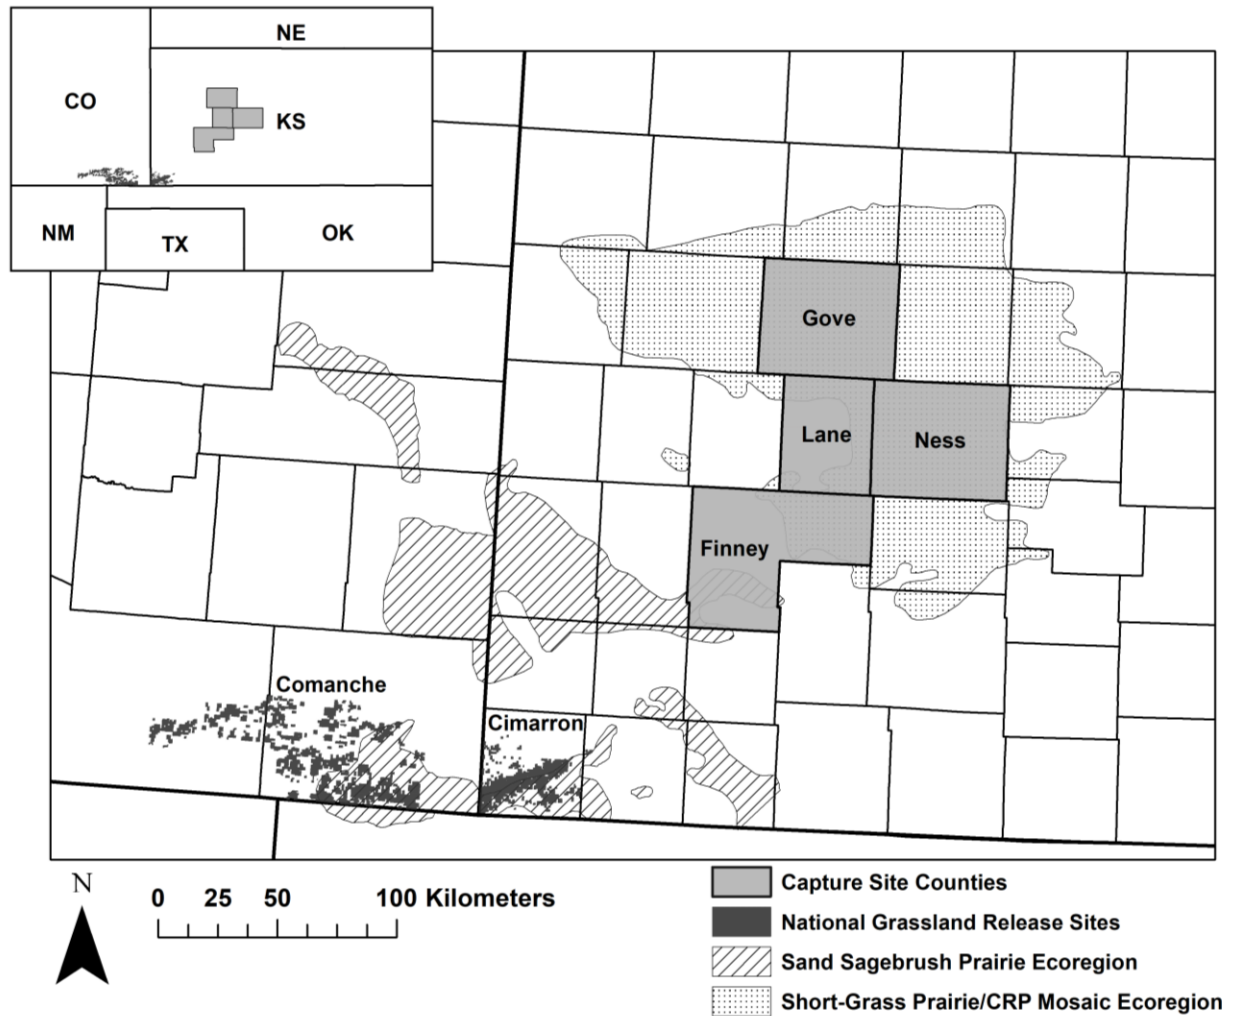 NE
CO
KS
NM
TX
OK
Gove
Lane
Ness
Finney
Comanche
Cimarron
N
0 25 50 100 Kilometers
Capture Site Counties
National Grassland Release Sites
Sand Sagebrush Prairie Ecoregion
Short-Grass Prairie/CRP Mosaic Ecoregion